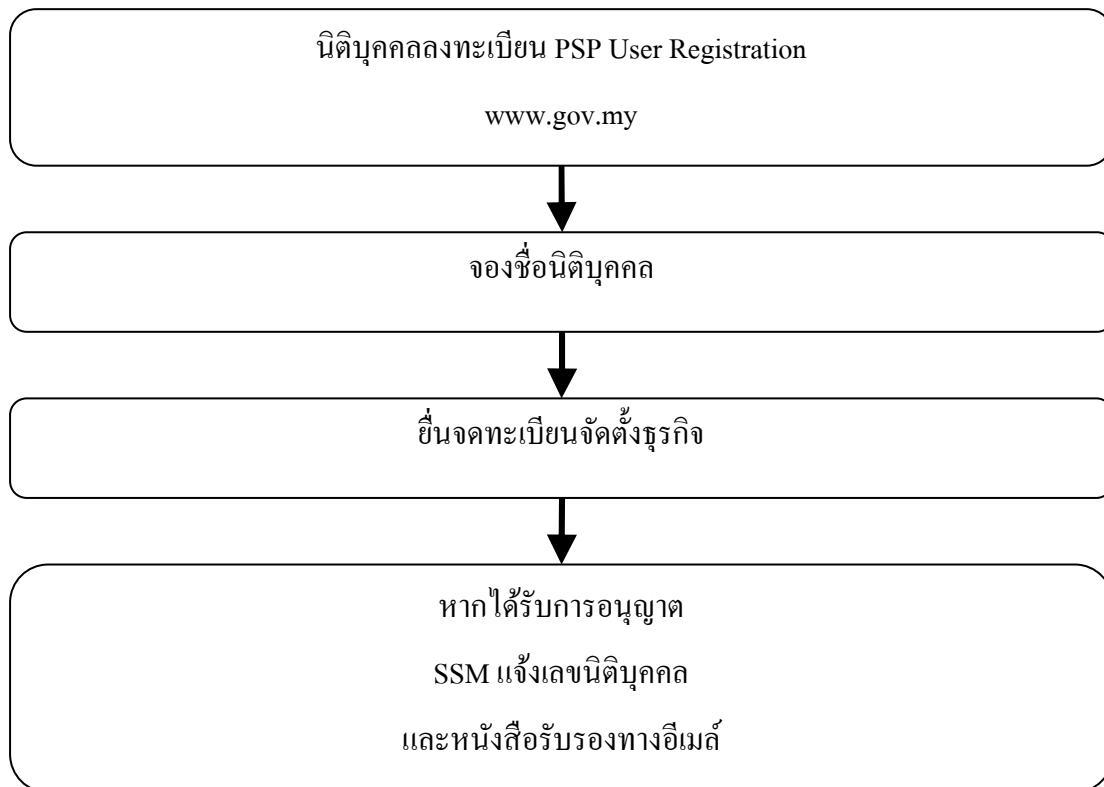 นิติบุคคลลงทะเบียน PSP User Registration
www.gov.my
จองชื่อนิติบุคคล
ยื่นจดทะเบียนจัดตั้งธุรกิจ
หากได้รับการอนุญาต
SSM แจ้งเลขนิติบุคคล
และหนังสือรับรองทางอีเมล์